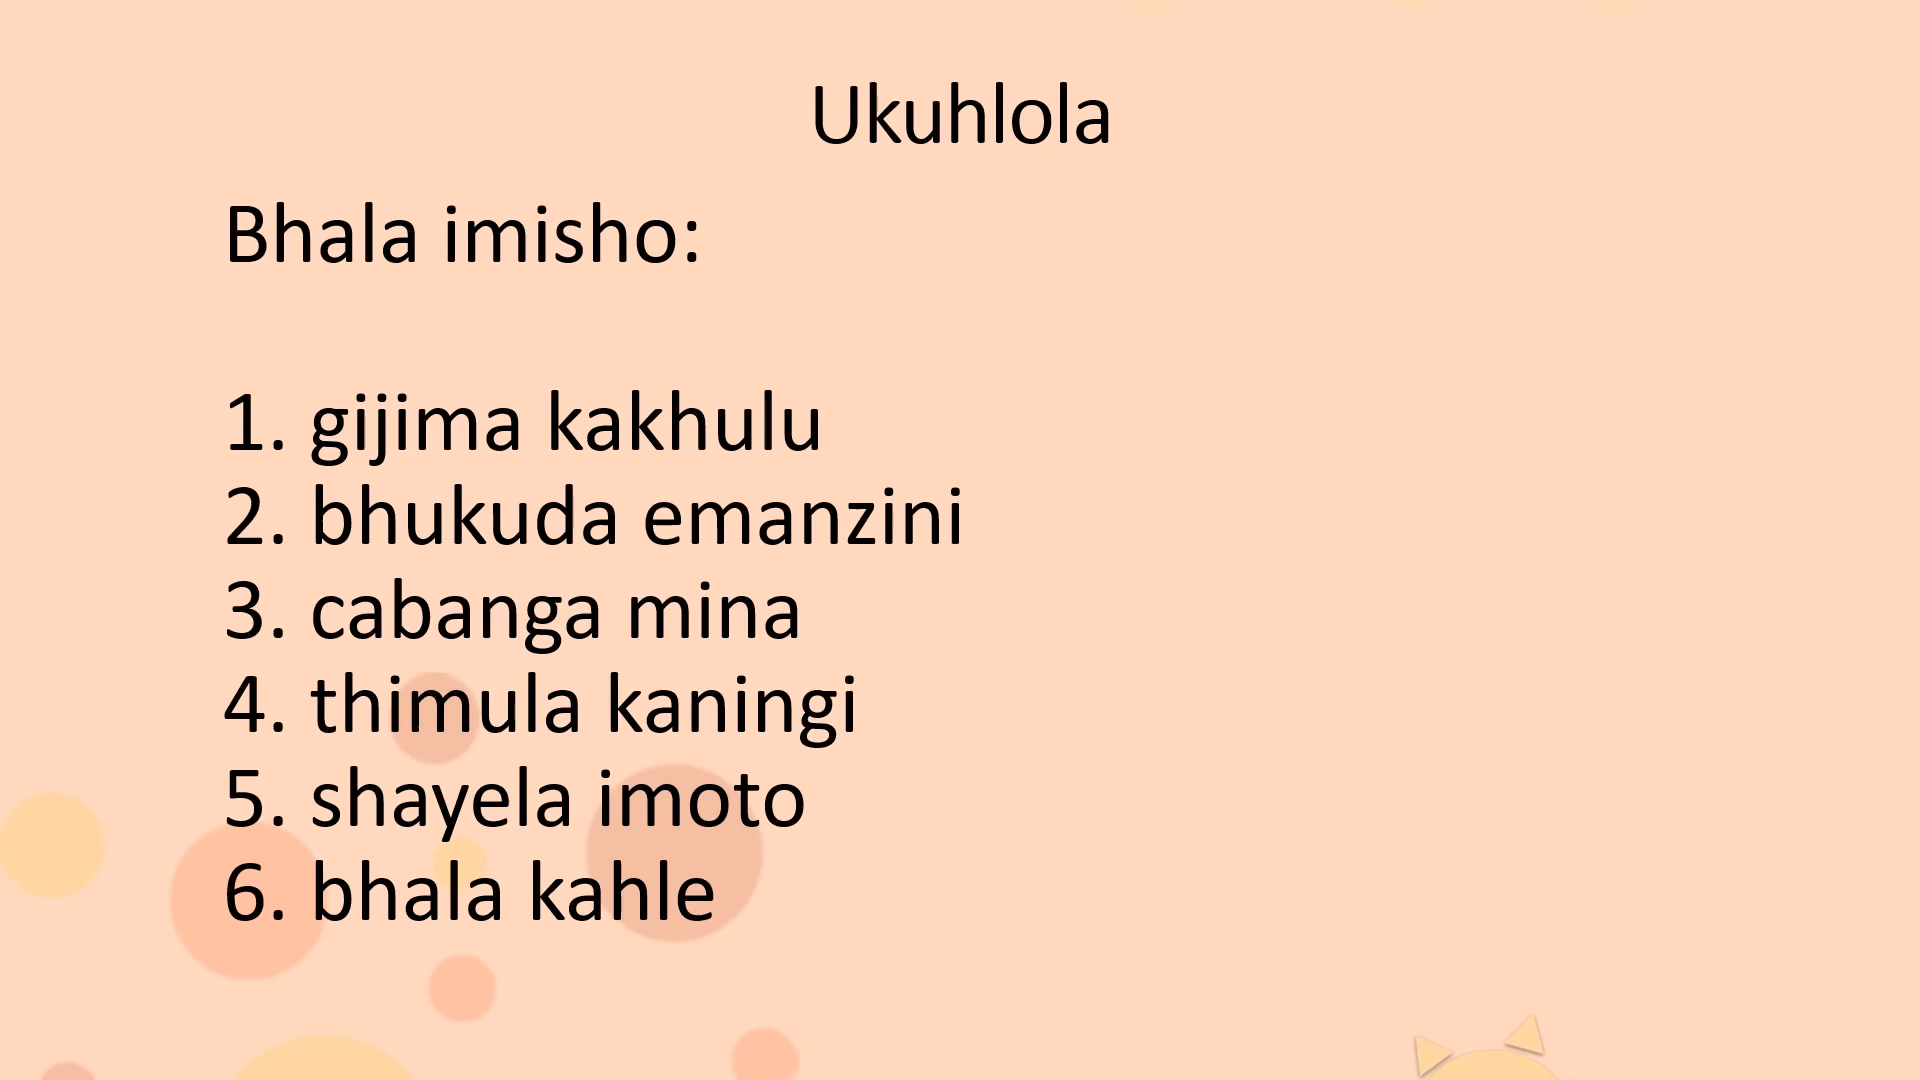 Ukuhlola
Bhala imisho:
1. gijima kakhulu
2. bhukuda emanzini
3. cabanga mina
4. thimula kaningi
5. shayela imoto
6. bhala kahle